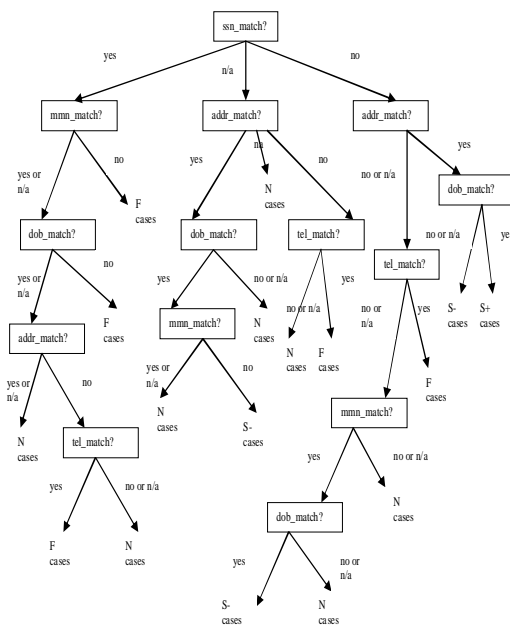 ssn_match?
yes
n/a
no
mmn_match?
addr_match?
addr_match?
yes or
n/a
no
yes
na
no
no or n/a
yes
F
cases
N
cases
dob_match?
dob_match?
dob_match?
tel_match?
no or n/a
yes
tel_match?
yes or
n/a
no
yes
no or n/a
no or n/a
yes
S-
cases
S+
cases
addr_match?
F
cases
mmn_match?
N
cases
N
cases
F
cases
no or
n/a
yes
F
cases
yes or
n/a
no
yes or
n/a
no
mmn_match?
N
cases
tel_match?
N
cases
S-
cases
yes
no or n/a
yes
no or n/a
dob_match?
N
cases
F
cases
N
cases
yes
no or
n/a
S-
cases
N
cases